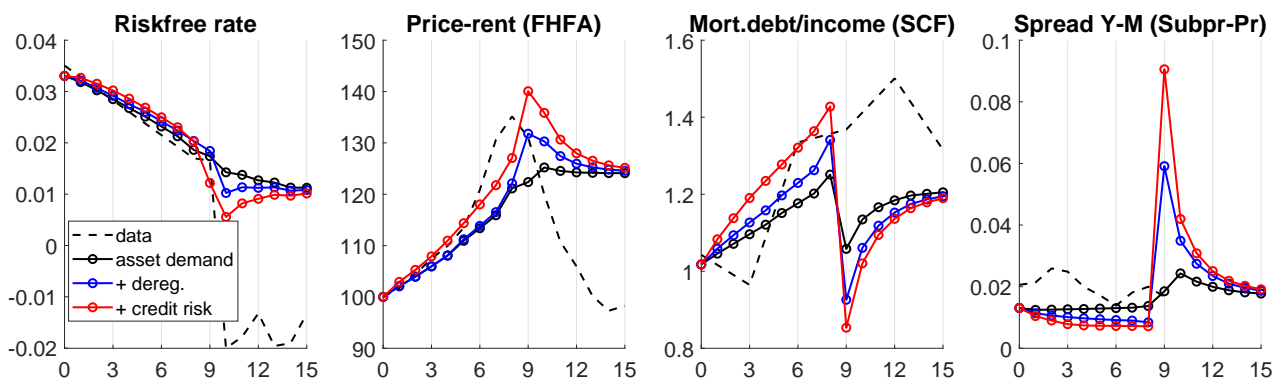 Riskfree rate
0.04
0.03
0.02
0.01
0
-0.01
-0.02
0 3 6 9 12 15
data
asset demand
+ dereg.
+ credit risk
Price-rent (FHFA)
150
140
130
120
110
100
90
0 3 6 9 12 15
Mort.debt/income (SCF)
1.6
1.4
1.2
1
0.8
0 3 6 9 12 15
Spread Y-M (Subpr-Pr)
0.1
0.08
0.06
0.04
0.02
0
0 3 6 9 12 15